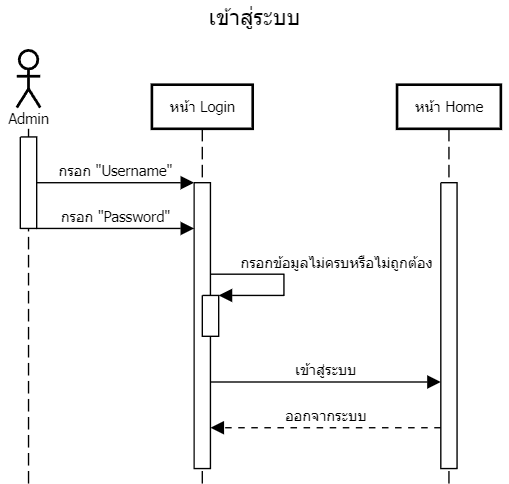 เข้าสู่ระบบ
Admin
หน้า Login
หน้า Home
กรอก "Username"
กรอก "Password"
กรอกข้อมูลไม่ครบหรือไม่ถูกต้อง
เข้าสู่ระบบ
ออกจากระบบ